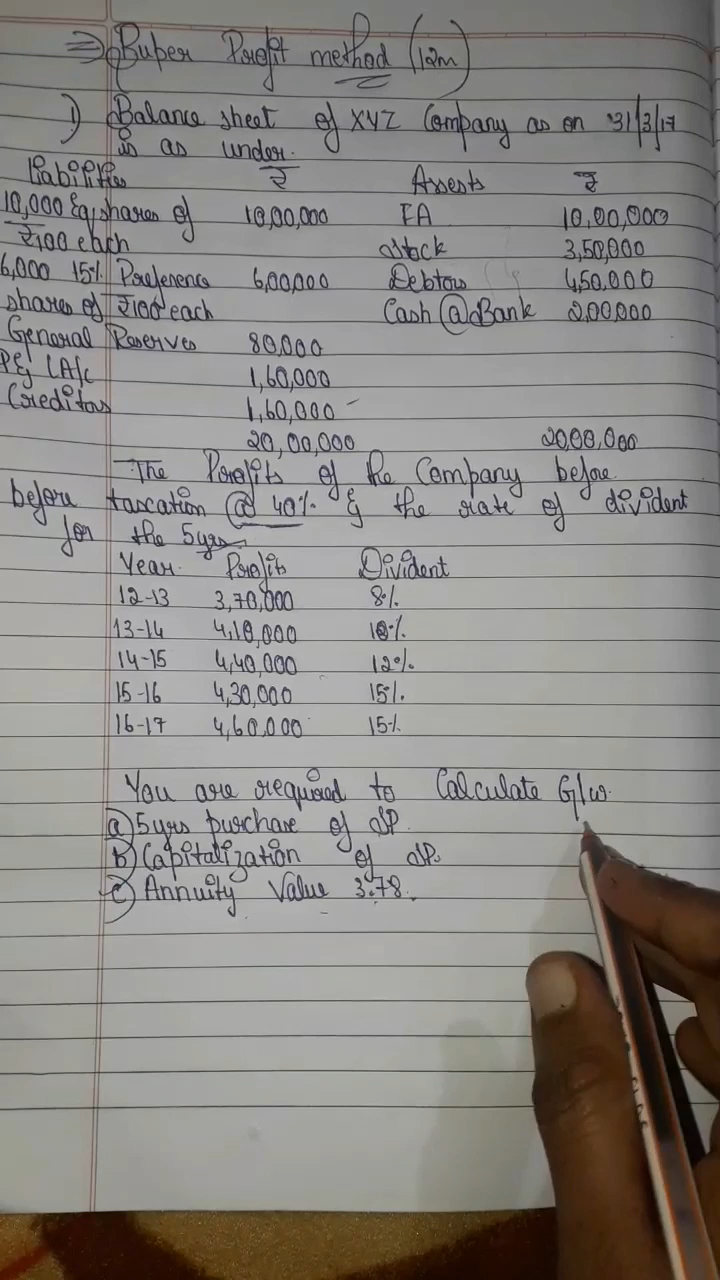 => Super Profit method (12m)
1) Balance sheet of XYZ Company as on 31/3/17
is as under.
Liabilities ₹ Assests ₹
10,000 Eq shares of 10,00,000 FA 10,00,000
₹100 each Stock 3,50,000
6,000 15% Preference 6,00,000 Debtors 4,50,000
shares of ₹100 each Cash @ Bank 2,00,000
General Reserves 80,000
P & L A/c 1,60,000
Creditors 1,60,000
20,00,000 20,00,000
The Profits of the Company before
before taxcation @ 40% & the rate of divident
for the 5yrs
Year Profit Divident
12-13 3,70,000 8%
13-14 4,10,000 10%
14-15 4,40,000 12%
15-16 4,30,000 15%
16-17 4,60,000 15%
You are required to Calculate G/w.
a) 5yrs purchase of SP.
b) Capitalization of SP.
c) Annuity Value 3.78.